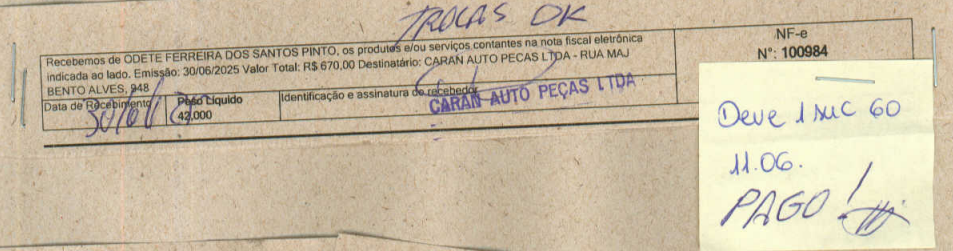 TROCAS OK
Recebemos de ODETE FERREIRA DOS SANTOS PINTO, os produtos e/ou serviços contantes na nota fiscal eletrônica
indicada ao lado. Emissão: 30/06/2025 Valor Total: R$ 670,00 Destinatário: CARAN AUTO PECAS LTDA - RUA MAJ
BENTO ALVES, 948
Data de Recebimento
30/6/
Peso Líquido
42,000
Identificação e assinatura do recebedor
CARAN AUTO PEÇAS LTDA
NF-e
N°: 100984
Deve 1 suc 60
11.06.
PAGO!